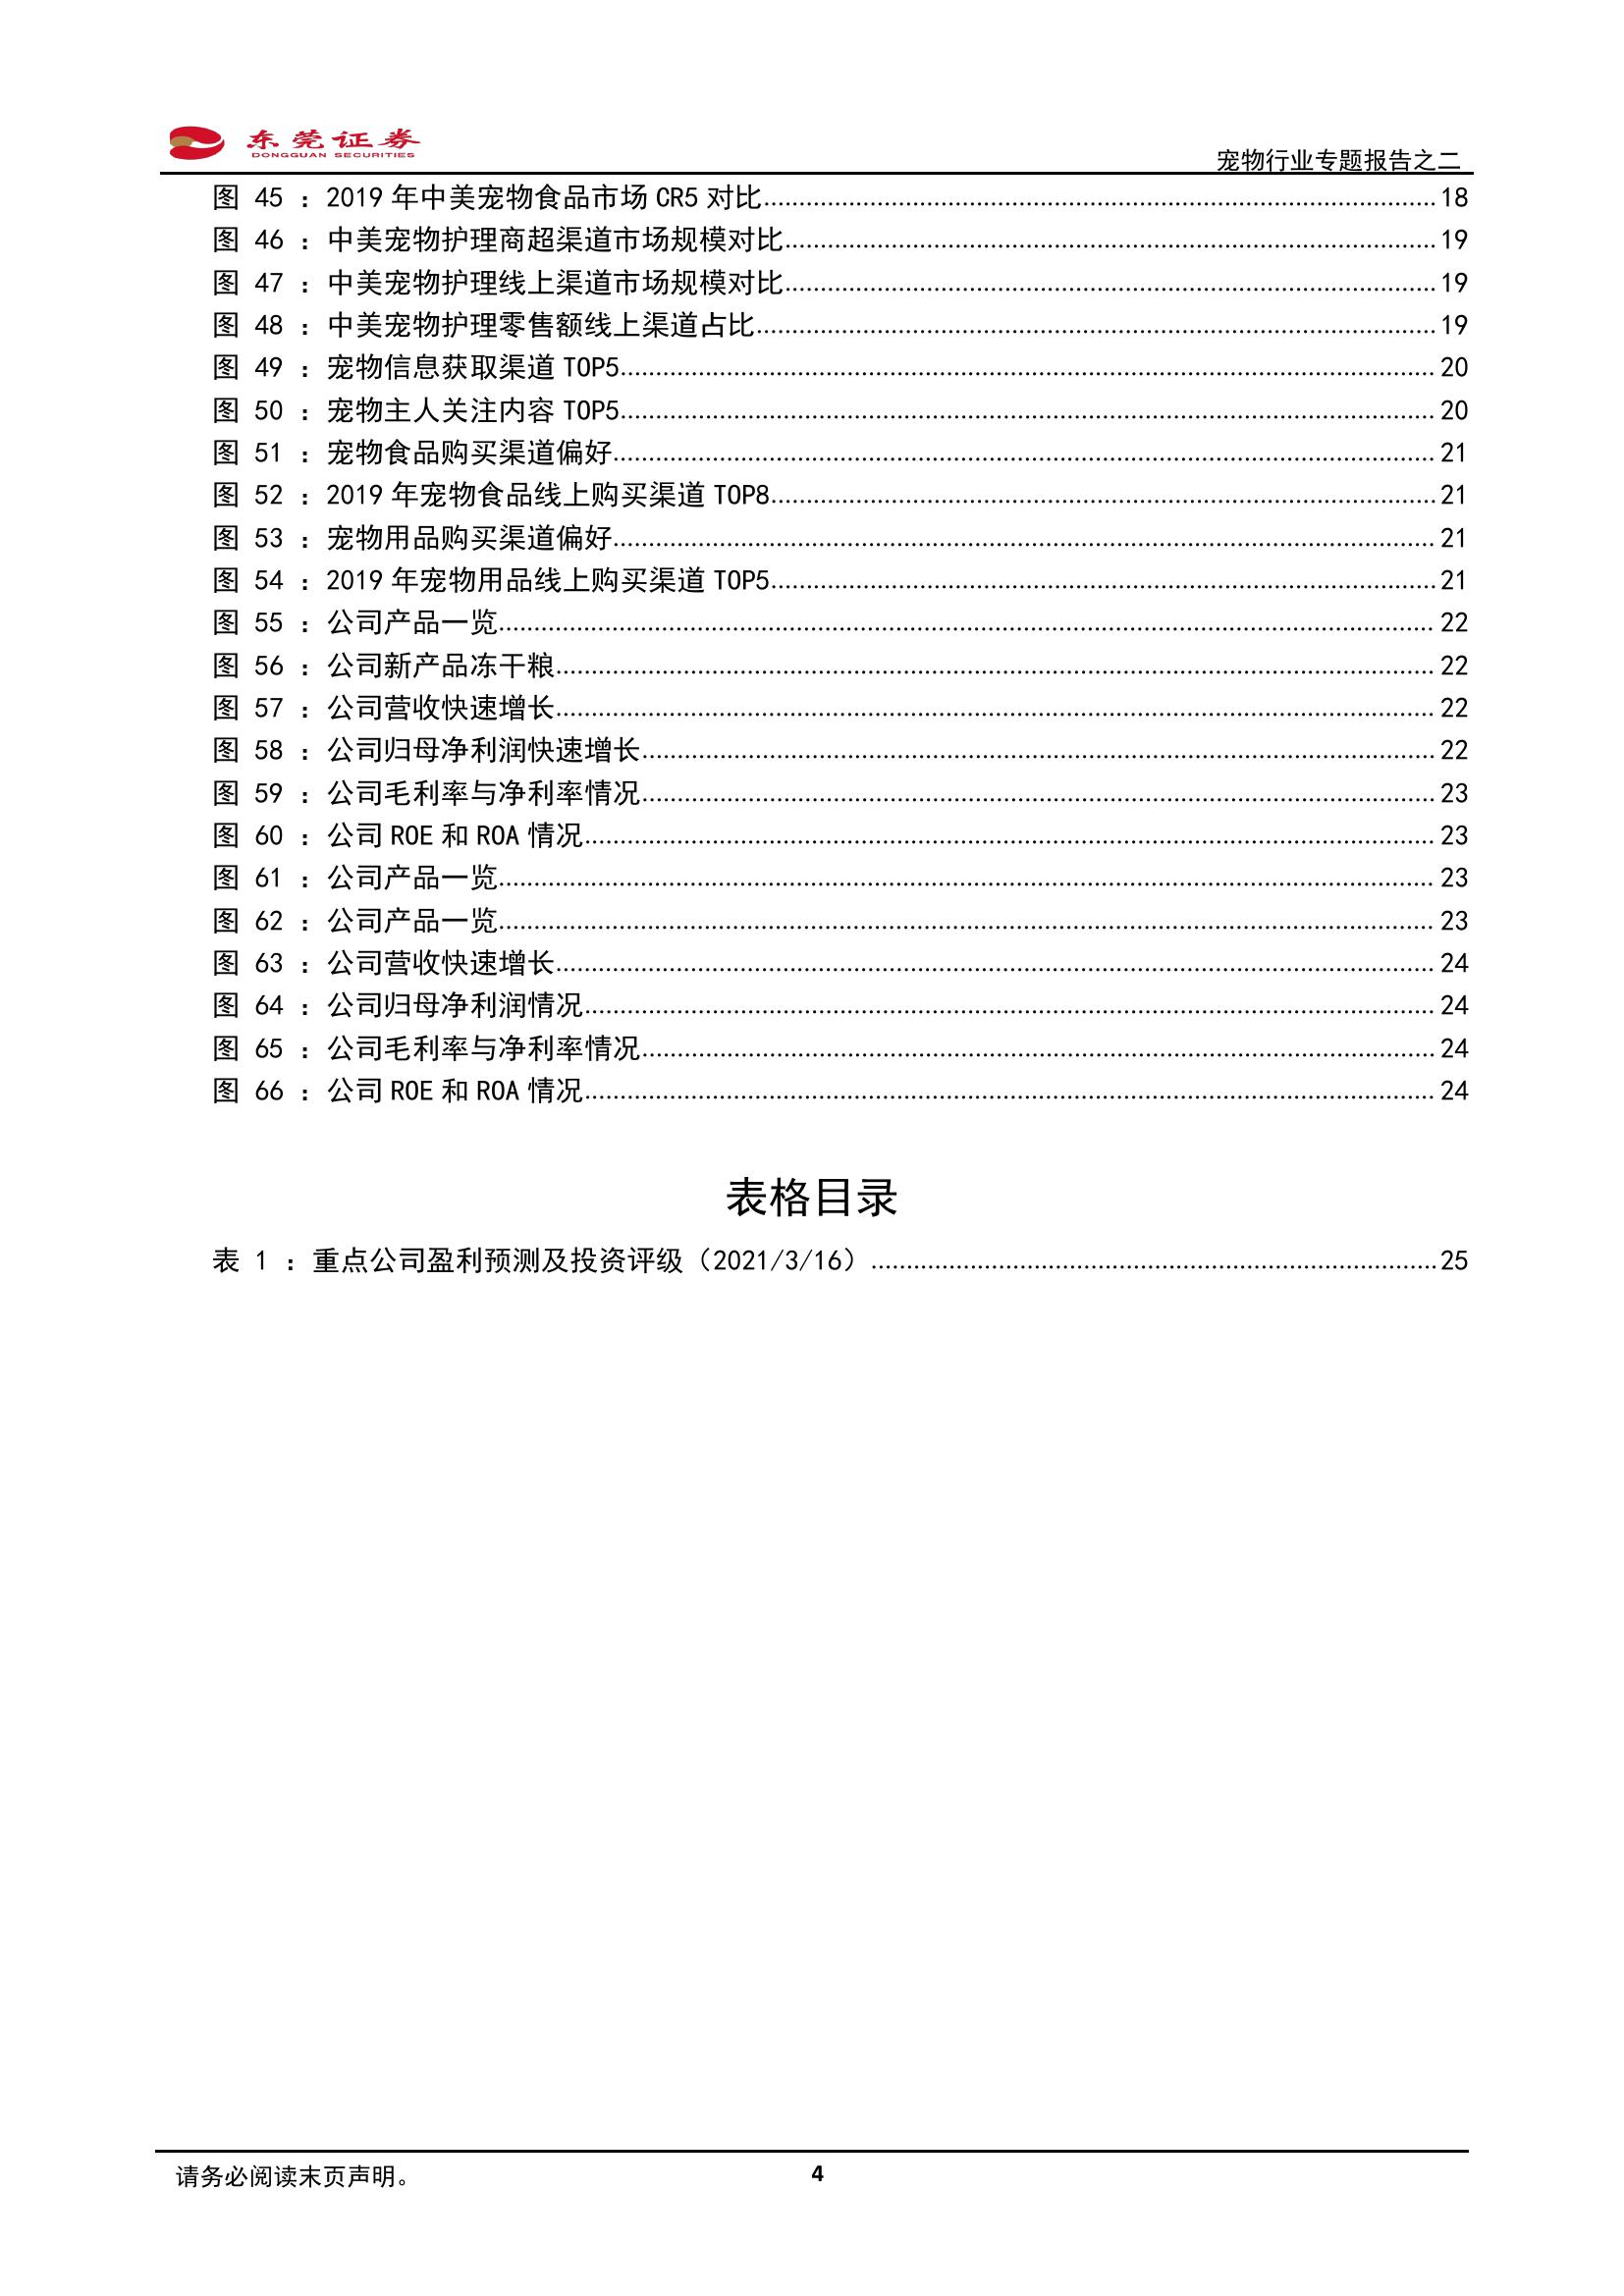 东莞证券
DONGGUAN SECURITIES
宠物行业专题报告之二
图 45 ：2019 年中美宠物食品市场 CR5 对比 18
图 46 ：中美宠物护理商超渠道市场规模对比 19
图 47 ：中美宠物护理线上渠道市场规模对比 19
图 48 ：中美宠物护理零售额线上渠道占比 19
图 49 ：宠物信息获取渠道 TOP5 20
图 50 ：宠物主人关注内容 TOP5 20
图 51 ：宠物食品购买渠道偏好 21
图 52 ：2019 年宠物食品线上购买渠道 TOP8 21
图 53 ：宠物用品购买渠道偏好 21
图 54 ：2019 年宠物用品线上购买渠道 TOP5 21
图 55 ：公司产品一览 22
图 56 ：公司新产品冻干粮 22
图 57 ：公司营收快速增长 22
图 58 ：公司归母净利润快速增长 22
图 59 ：公司毛利率与净利率情况 23
图 60 ：公司 ROE 和 ROA 情况 23
图 61 ：公司产品一览 23
图 62 ：公司产品一览 23
图 63 ：公司营收快速增长 24
图 64 ：公司归母净利润情况 24
图 65 ：公司毛利率与净利率情况 24
图 66 ：公司 ROE 和 ROA 情况 24
表格目录
表 1 ：重点公司盈利预测及投资评级（2021/3/16） 25
请务必阅读末页声明。
4